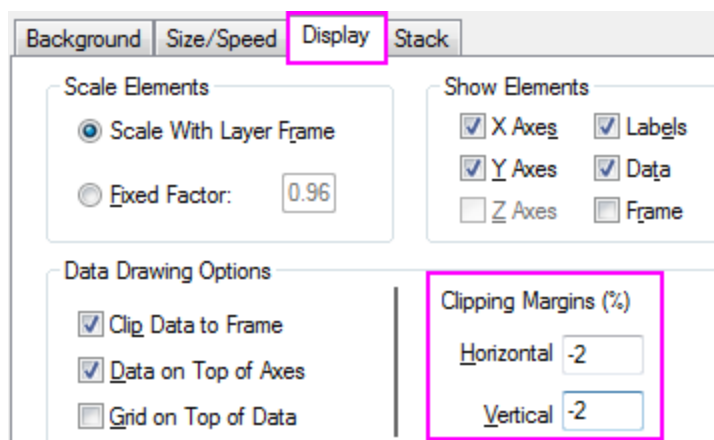 Background Size/Speed Display Stack
Scale Elements
Scale With Layer Frame
Fixed Factor: 0.96
Show Elements
X Axes Labels
Y Axes Data
Z Axes Frame
Data Drawing Options
Clip Data to Frame
Data on Top of Axes
Grid on Top of Data
Clipping Margins (%)
Horizontal -2
Vertical -2